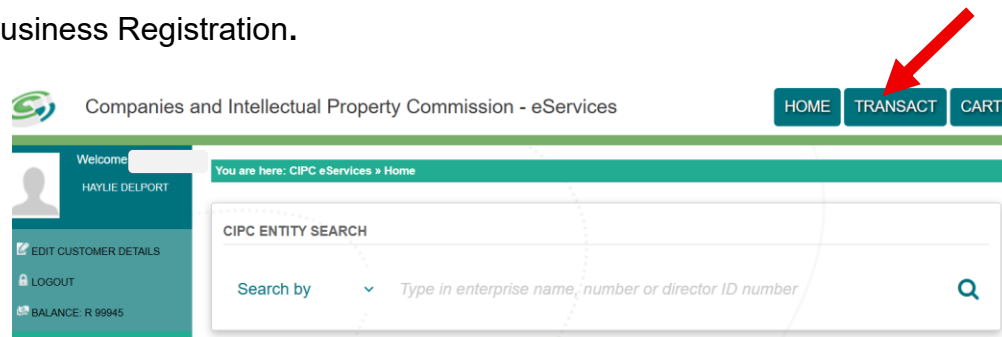 usiness Registration.
Companies and Intellectual Property Commission - eServices
HOME TRANSACT CART
Welcome
HAYLIE DELPORT
You are here: CIPC eServices » Home
CIPC ENTITY SEARCH
EDIT CUSTOMER DETAILS
Search by Type in enterprise name, number or director ID number
LOGOUT
BALANCE: R 99945